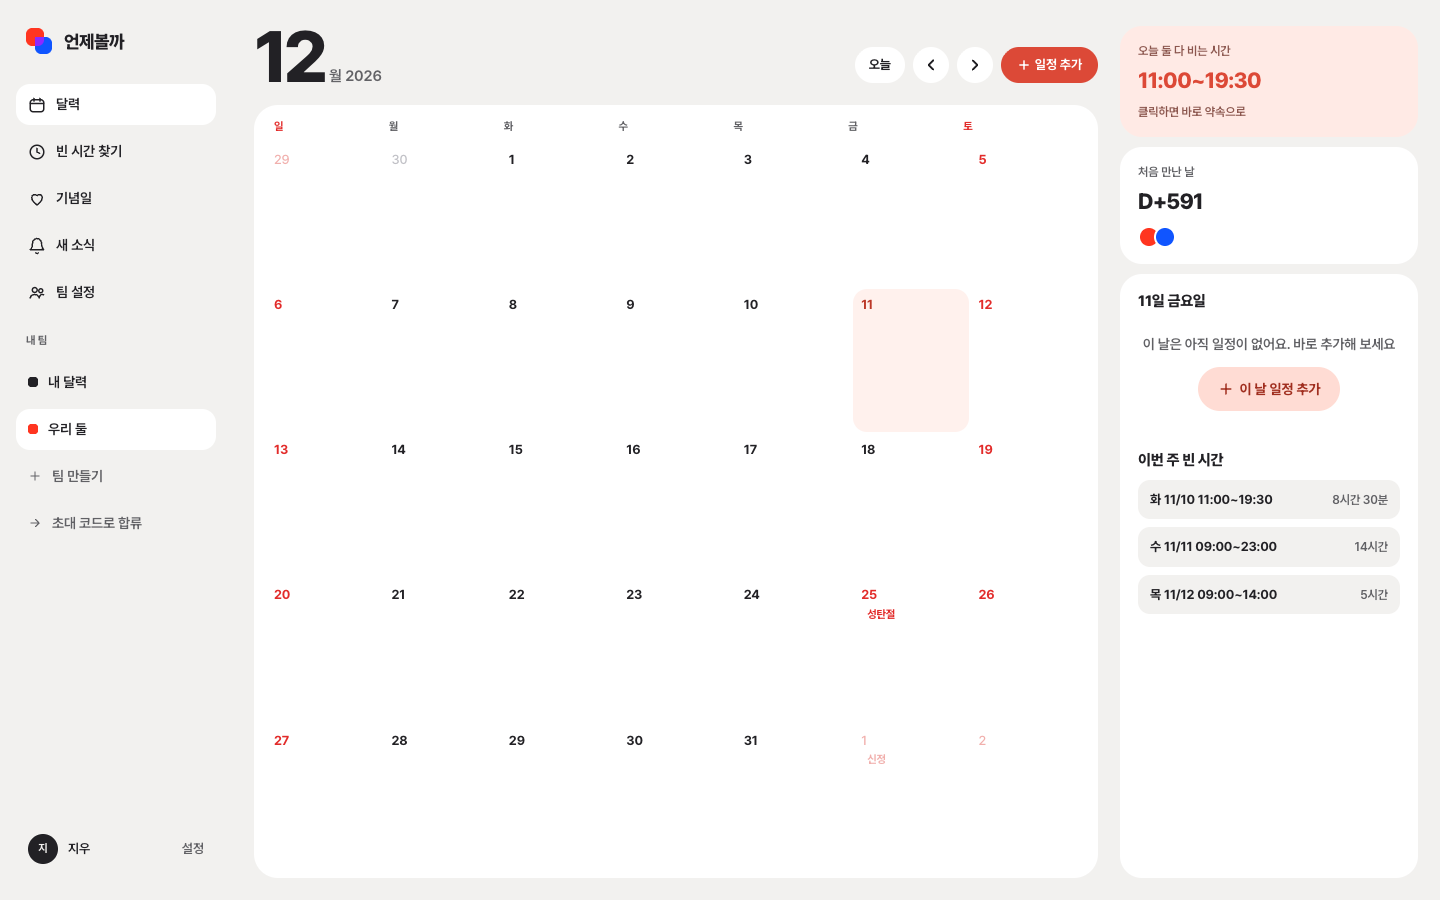 언제볼까
달력
빈 시간 찾기
기념일
새 소식
팀 설정
내 팀
내 달력
우리 둘
팀 만들기
초대 코드로 합류
지 지우 설정
12월 2026
오늘
일정 추가
일 월 화 수 목 금 토
29 30 1 2 3 4 5
6 7 8 9 10 11 12
13 14 15 16 17 18 19
20 21 22 23 24 25 26
성탄절
27 28 29 30 31 1 2
신정
오늘 둘 다 비는 시간
11:00~19:30
클릭하면 바로 약속으로
처음 만난 날
D+591
11일 금요일
이 날은 아직 일정이 없어요. 바로 추가해 보세요
이 날 일정 추가
이번 주 빈 시간
화 11/10 11:00~19:30 8시간 30분
수 11/11 09:00~23:00 14시간
목 11/12 09:00~14:00 5시간